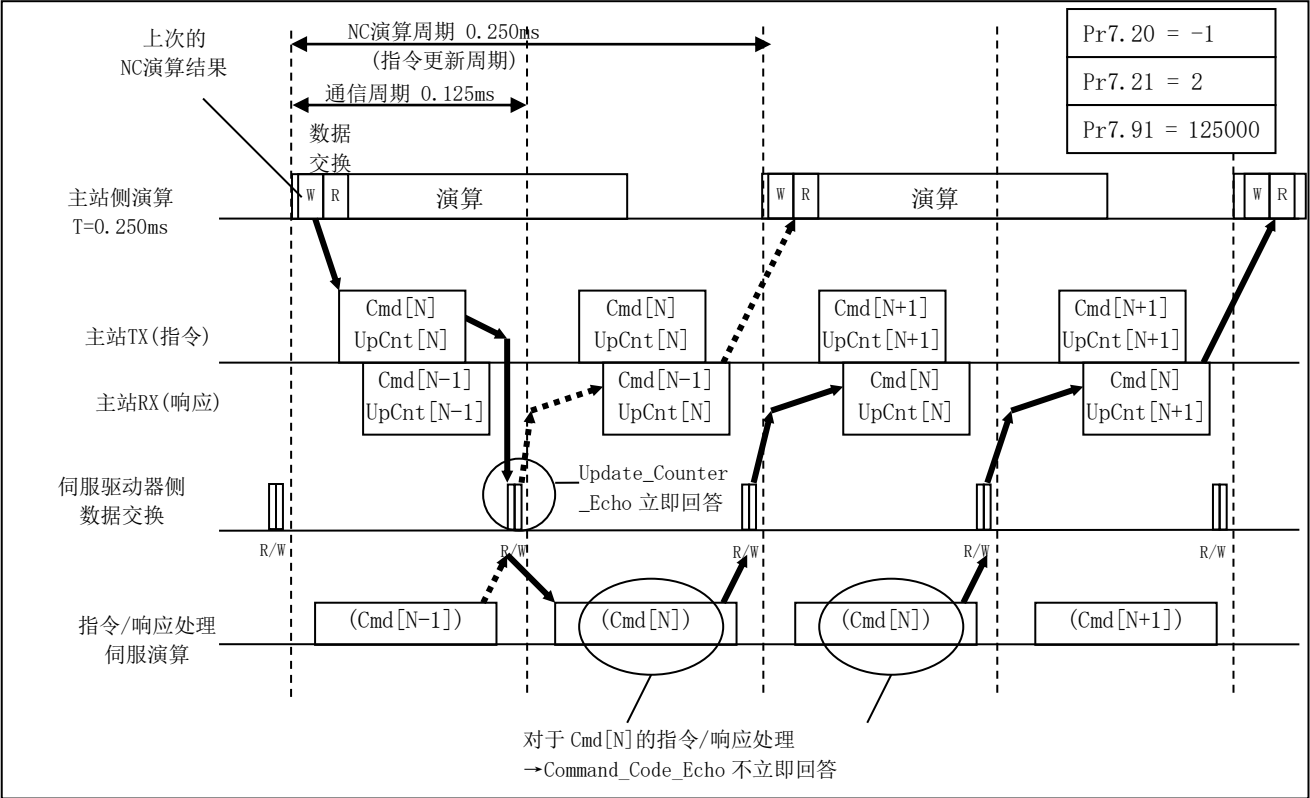 上次的
NC演算结果
NC演算周期 0.250ms
(指令更新周期)
通信周期 0.125ms
数据
交换
Pr7.20 = -1
Pr7.21 = 2
Pr7.91 = 125000
主站侧演算
T=0.250ms
W R 演算 W R 演算 W R
主站TX(指令)
Cmd[N] Cmd[N] Cmd[N+1] Cmd[N+1]
UpCnt[N] UpCnt[N] UpCnt[N+1] UpCnt[N+1]
主站RX(响应)
Cmd[N-1] Cmd[N-1] Cmd[N] Cmd[N]
UpCnt[N-1] UpCnt[N] UpCnt[N] UpCnt[N+1]
伺服驱动器侧
数据交换
Update_Counter
_Echo 立即回答
R/W R/W R/W R/W R/W
指令/响应处理
伺服演算
(Cmd[N-1]) (Cmd[N]) (Cmd[N]) (Cmd[N+1])
对于 Cmd[N]的指令/响应处理
→Command_Code_Echo 不立即回答